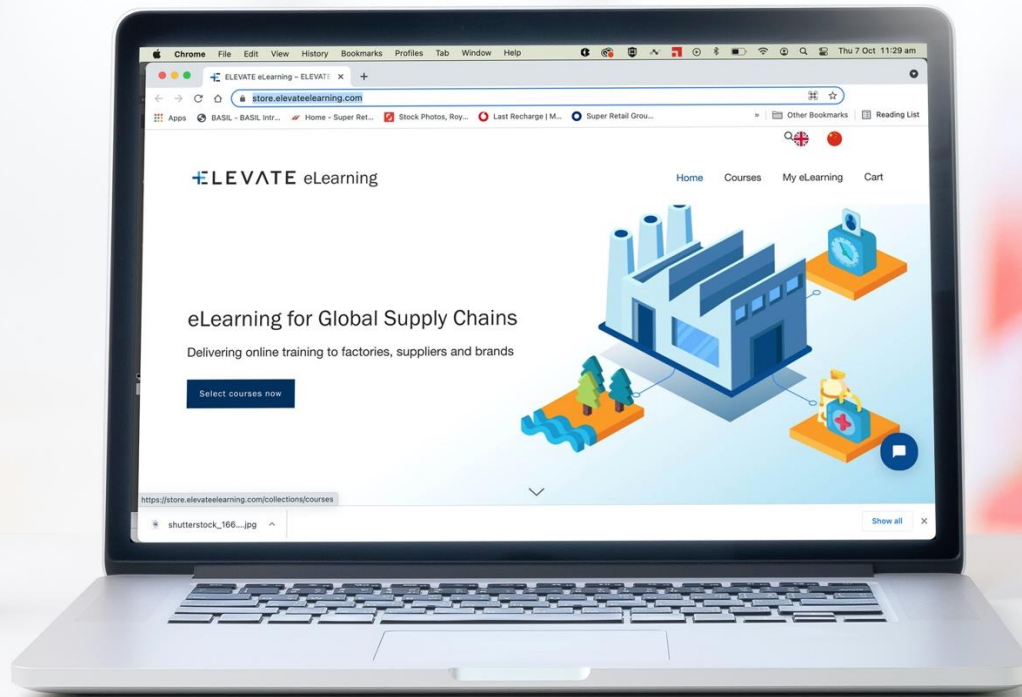 Chrome File Edit View History Bookmarks Profiles Tab Window Help Thu 7 Oct 11:29 am
ELEVATE eLearning – ELEVATE
store.elevateelearning.com
Apps BASIL - BASIL Intr... Home - Super Ret... Stock Photos, Roy... Last Recharge | M... Super Retail Grou... » Other Bookmarks Reading List
ELEVATE eLearning
Home Courses My eLearning Cart
eLearning for Global Supply Chains
Delivering online training to factories, suppliers and brands
Select courses now
https://store.elevateelearning.com/collections/courses
shutterstock_166....jpg
Show all